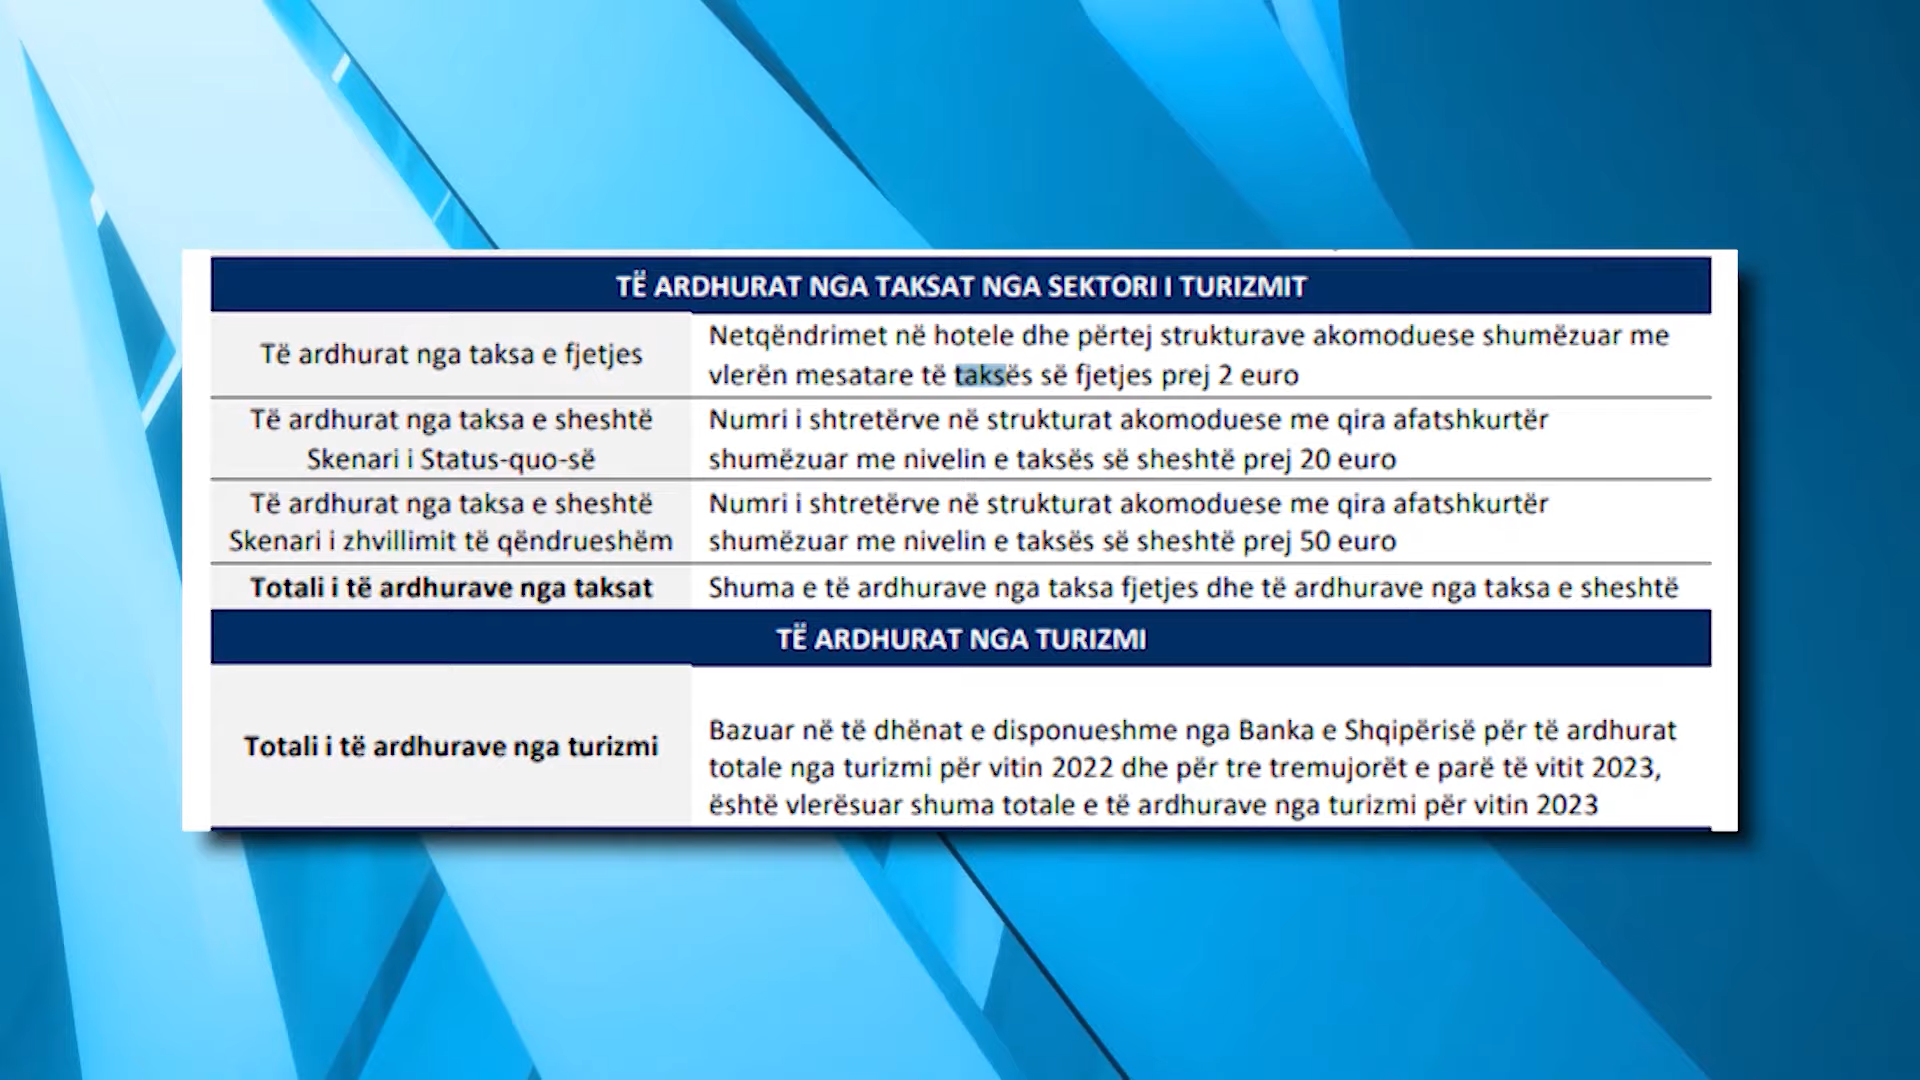 TË ARDHURAT NGA TAKSAT NGA SEKTORI I TURIZMIT
Të ardhurat nga taksa e fjetjes
Netqëndrimet në hotele dhe përtej strukturave akomoduese shumëzuar me
vlerën mesatare të taksës së fjetjes prej 2 euro
Të ardhurat nga taksa e sheshtë
Skenari i Status-quo-së
Numri i shtretërve në strukturat akomoduese me qira afatshkurtër
shumëzuar me nivelin e taksës së sheshtë prej 20 euro
Të ardhurat nga taksa e sheshtë
Skenari i zhvillimit të qëndrueshëm
Numri i shtretërve në strukturat akomoduese me qira afatshkurtër
shumëzuar me nivelin e taksës së sheshtë prej 50 euro
Totali i të ardhurave nga taksat
Shuma e të ardhurave nga taksa fjetjes dhe të ardhurave nga taksa e sheshtë
TË ARDHURAT NGA TURIZMI
Totali i të ardhurave nga turizmi
Bazuar në të dhënat e disponueshme nga Banka e Shqipërisë për të ardhurat
totale nga turizmi për vitin 2022 dhe për tre tremujorët e parë të vitit 2023,
është vlerësuar shuma totale e të ardhurave nga turizmi për vitin 2023